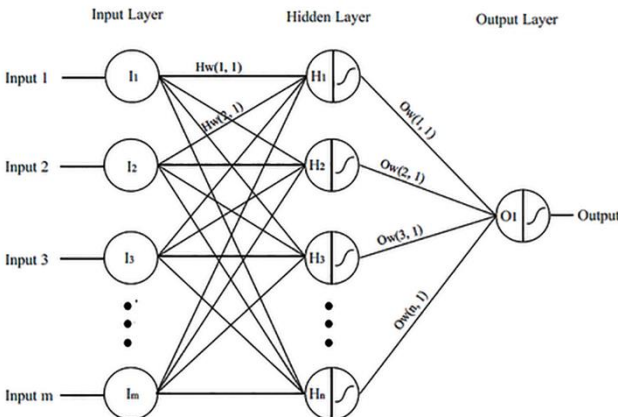 Input Layer
Hidden Layer
Output Layer
Input 1
I1
Hw(1, 1)
H1
Ow(1, 1)
Hw(2, 1)
Input 2
I2
H2
Ow(2, 1)
O1
Output
Input 3
I3
H3
Ow(3, 1)
Ow(n, 1)
Input m
Im
Hn